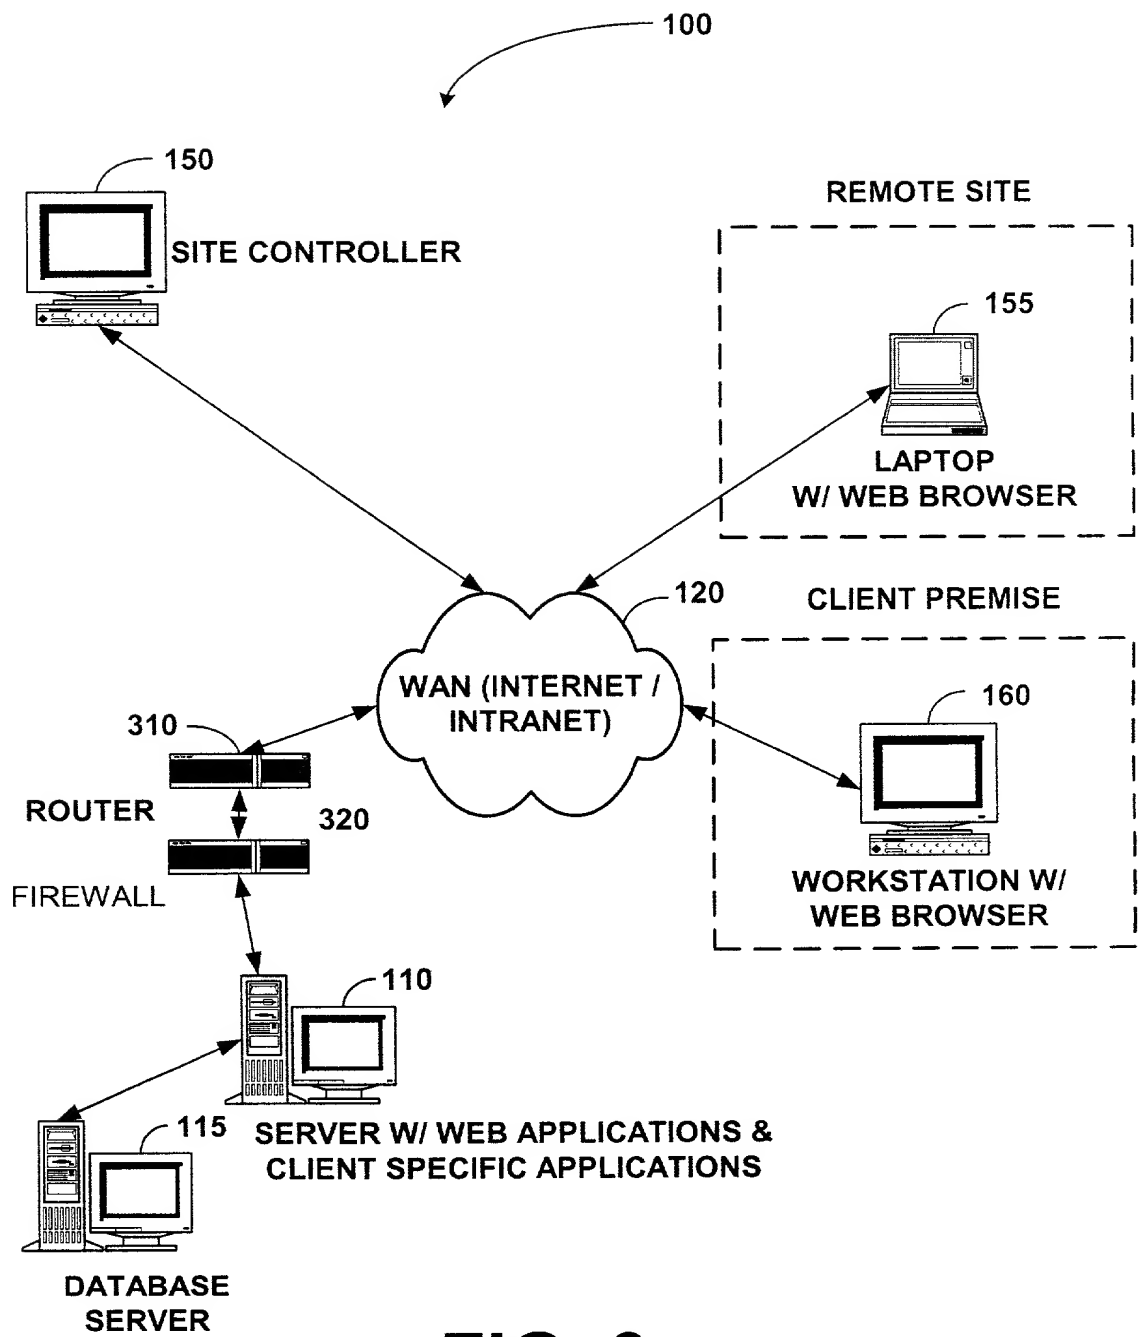 100
150
SITE CONTROLLER
REMOTE SITE
155
LAPTOP
W/ WEB BROWSER
120
CLIENT PREMISE
WAN (INTERNET /
INTRANET)
160
WORKSTATION W/
WEB BROWSER
310
ROUTER
320
FIREWALL
110
SERVER W/ WEB APPLICATIONS &
CLIENT SPECIFIC APPLICATIONS
115
DATABASE
SERVER
FIG.